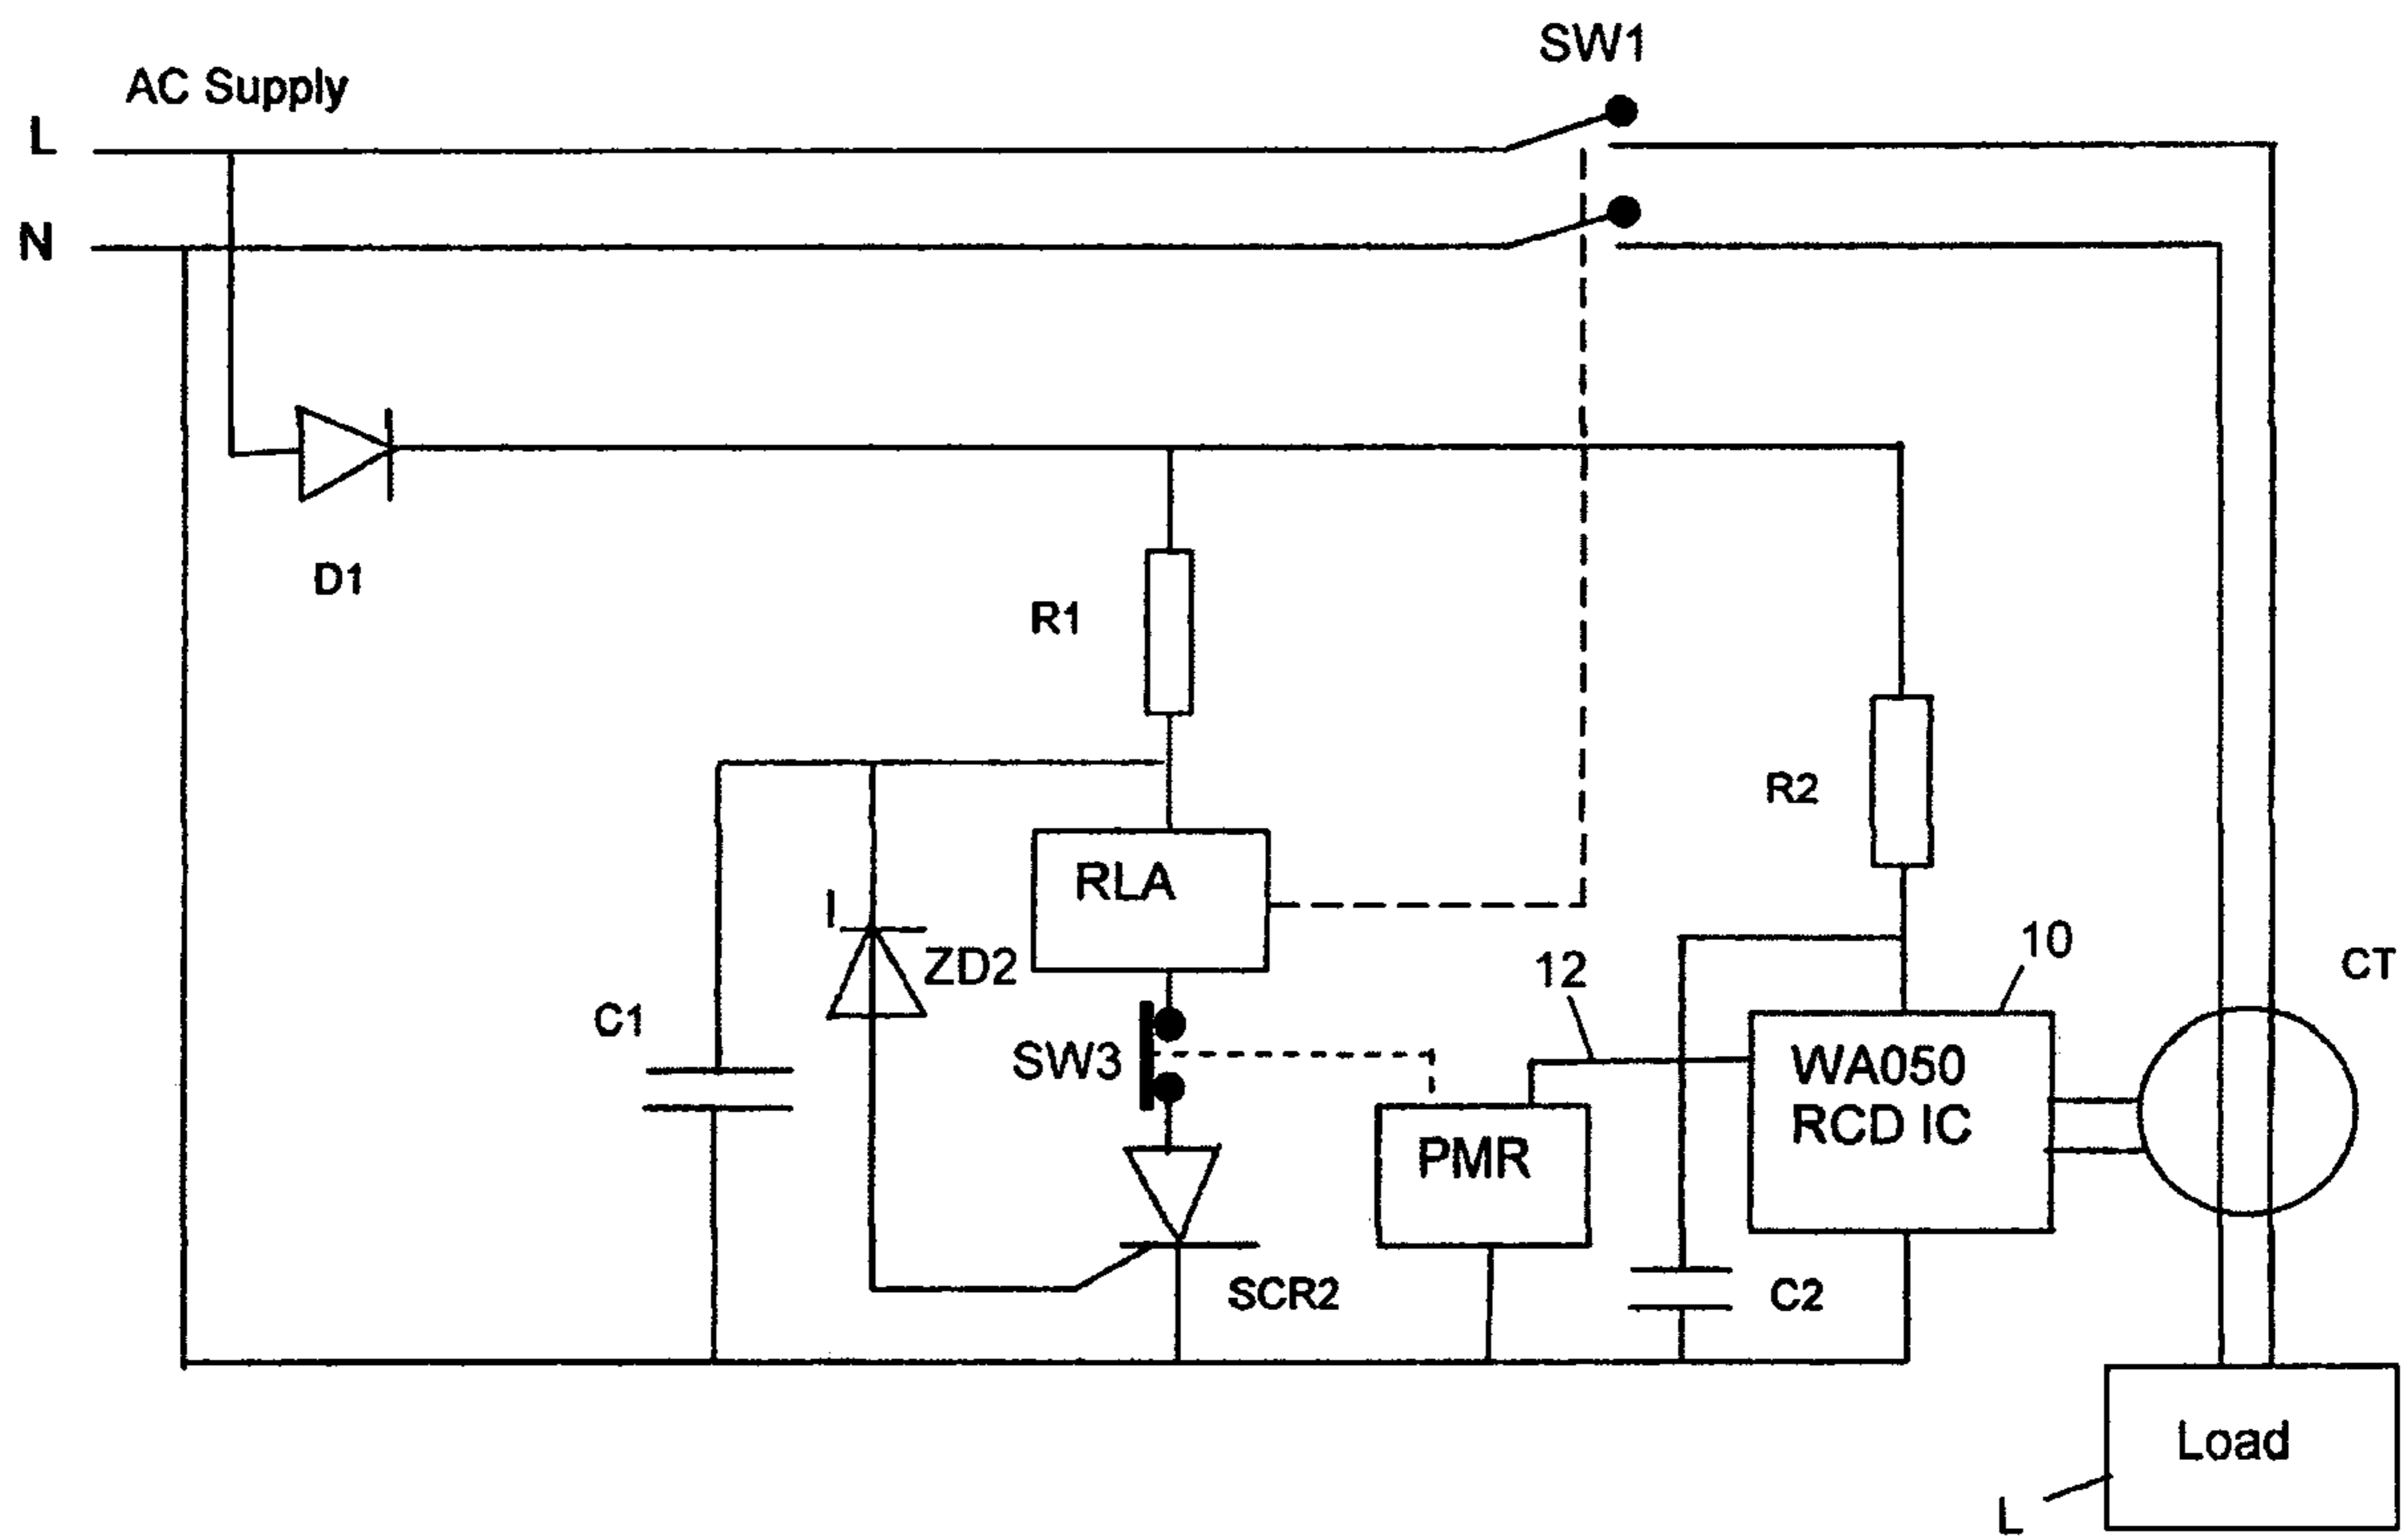 SW1
AC Supply
L
N
D1
R1
R2
RLA
10
12
CT
ZD2
C1
SW3
WA050
RCD IC
PMR
SCR2
C2
Load
L